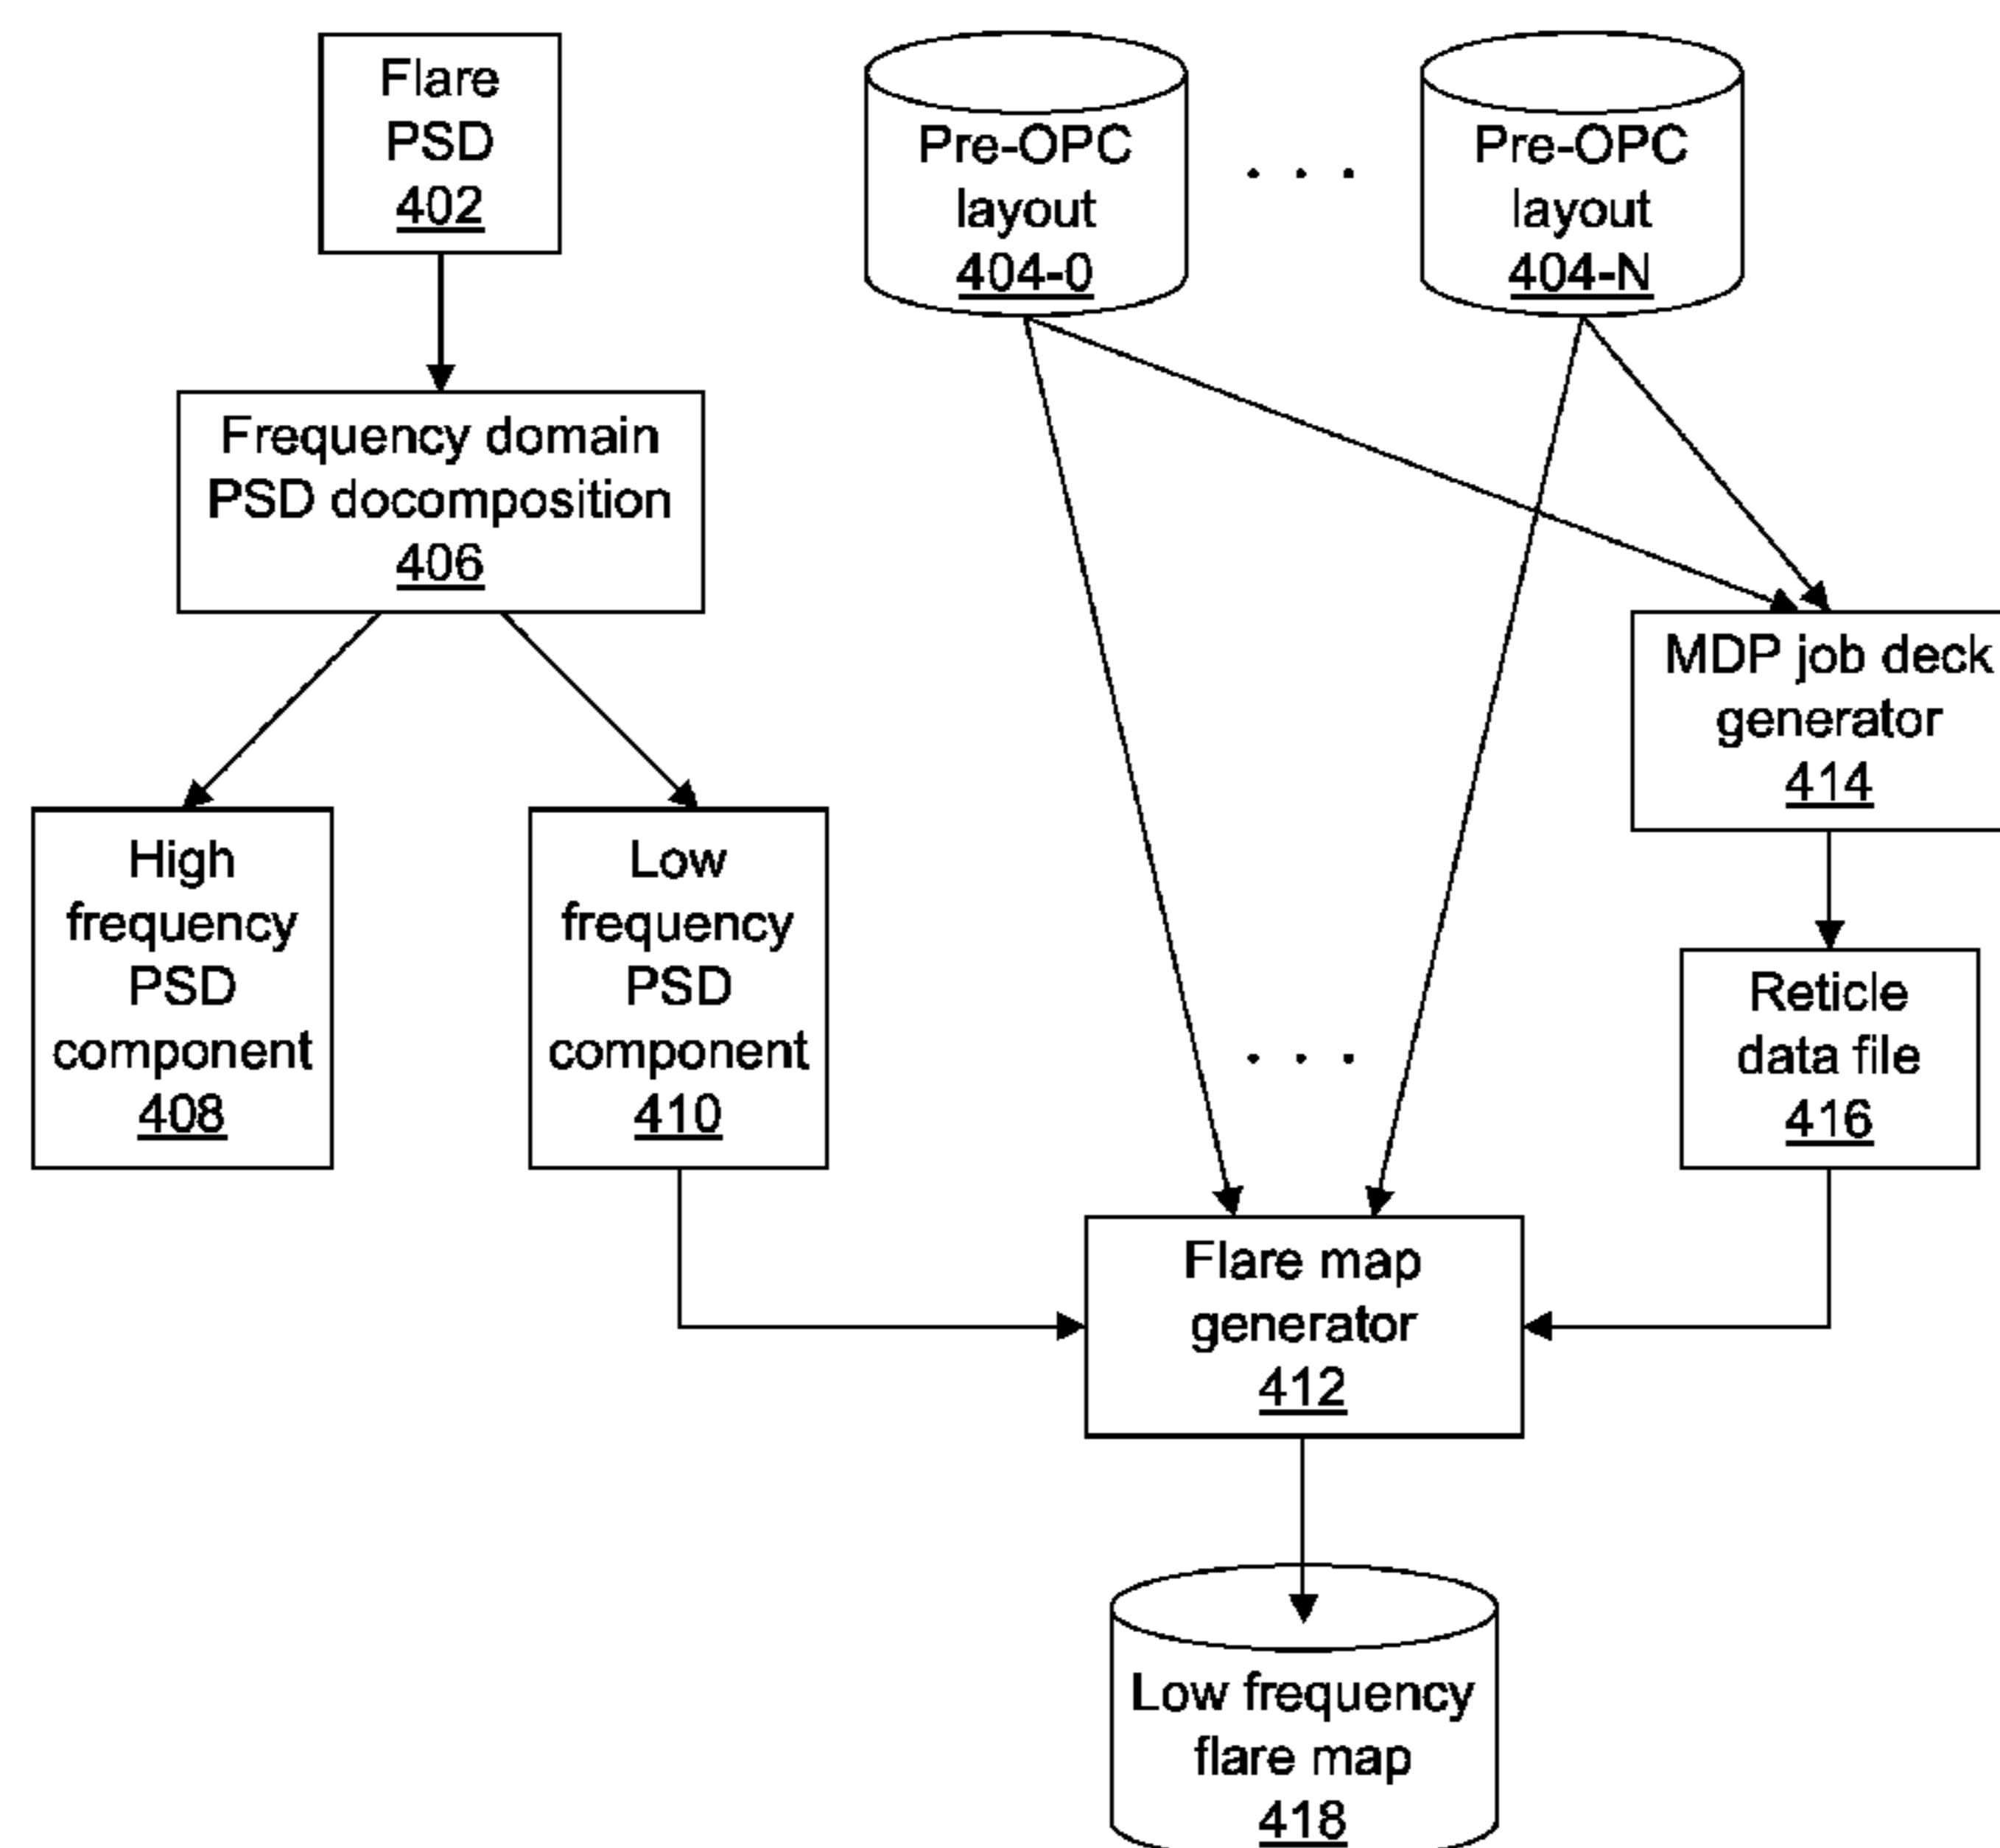 Flare
PSD
402
Pre-OPC
layout
404-0
. . .
Pre-OPC
layout
404-N
Frequency domain
PSD docomposition
406
MDP job deck
generator
414
High
frequency
PSD
component
408
Low
frequency
PSD
component
410
. . .
Reticle
data file
416
Flare map
generator
412
Low frequency
flare map
418